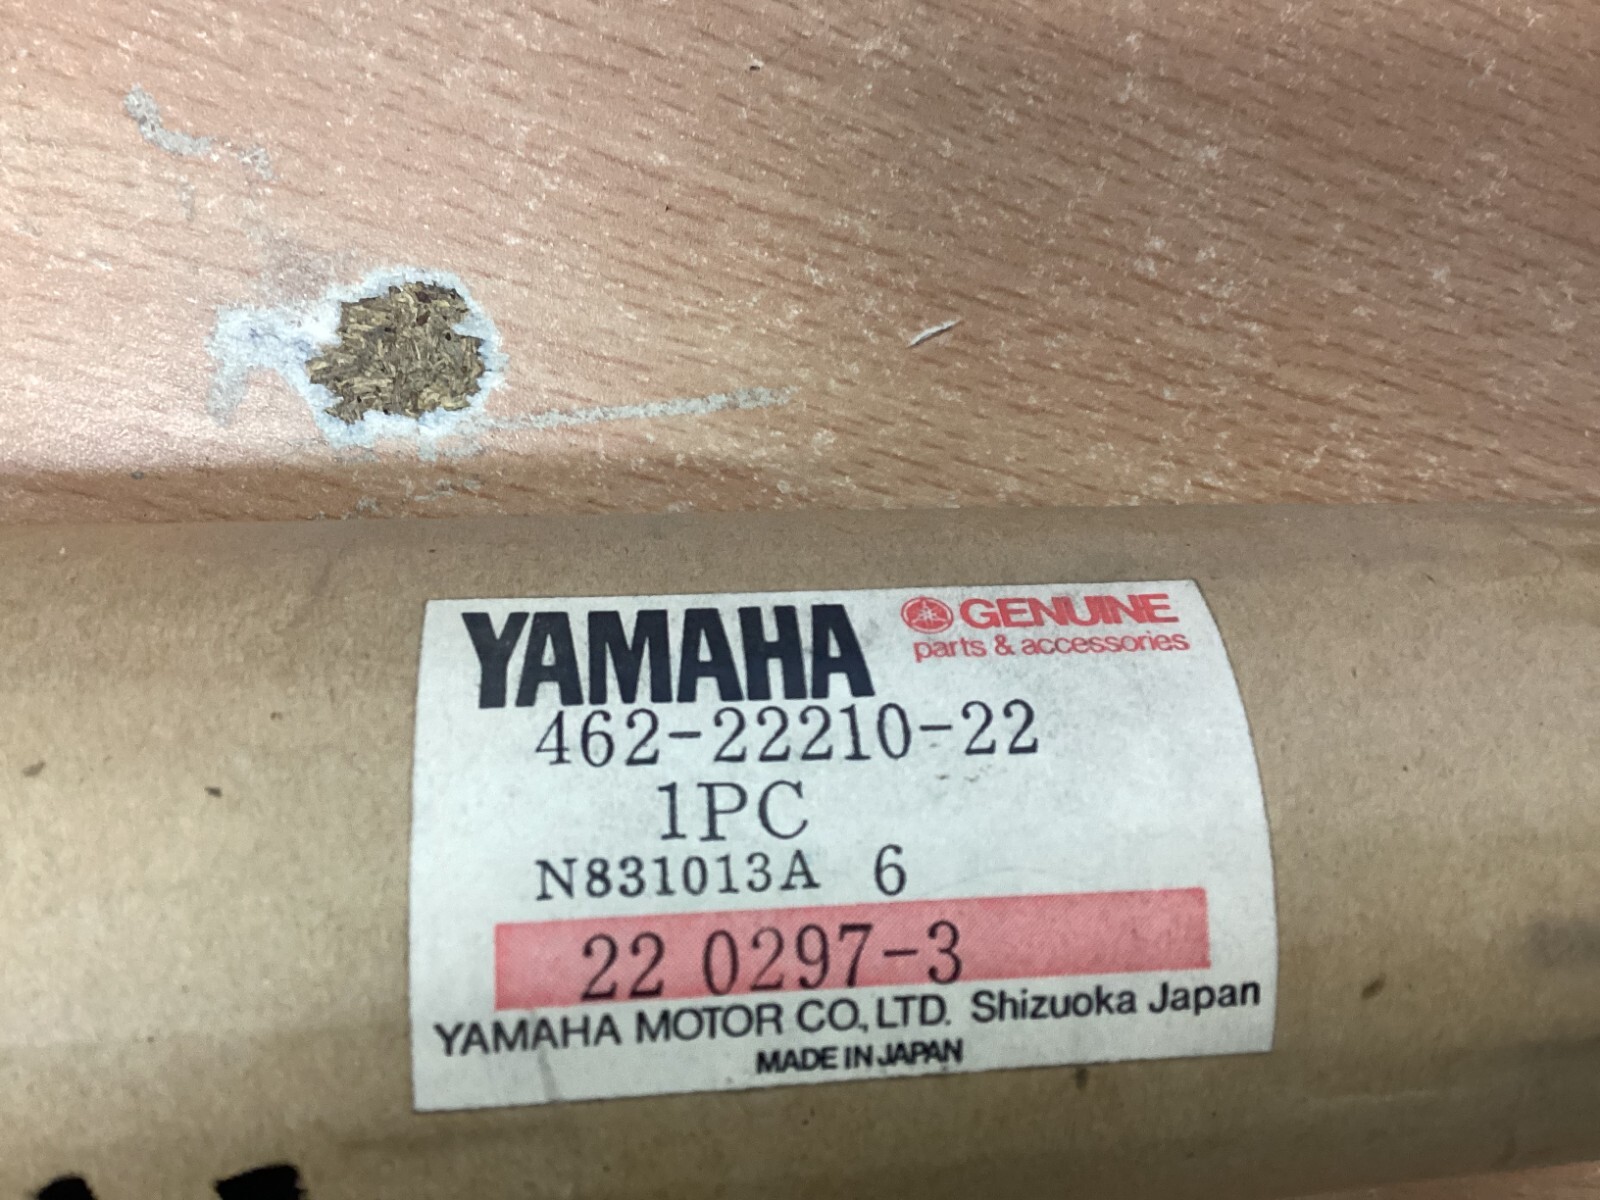 YAMAHA GENUINE
parts & accessories
462-22210-22
1PC
N831013A 6
22 0297-3
YAMAHA MOTOR CO., LTD. Shizuoka Japan
MADE IN JAPAN